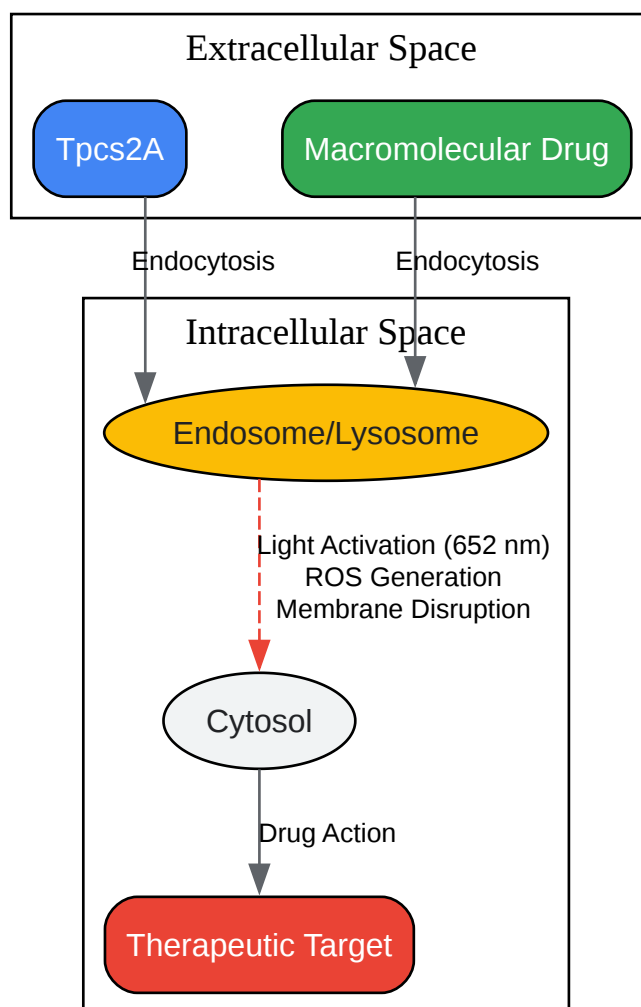 Extracellular Space
Tpcs2A
Macromolecular Drug
Endocytosis
Endocytosis
Intracellular Space
Endosome/Lysosome
Light Activation (652 nm)
ROS Generation
Membrane Disruption
Cytosol
Drug Action
Therapeutic Target